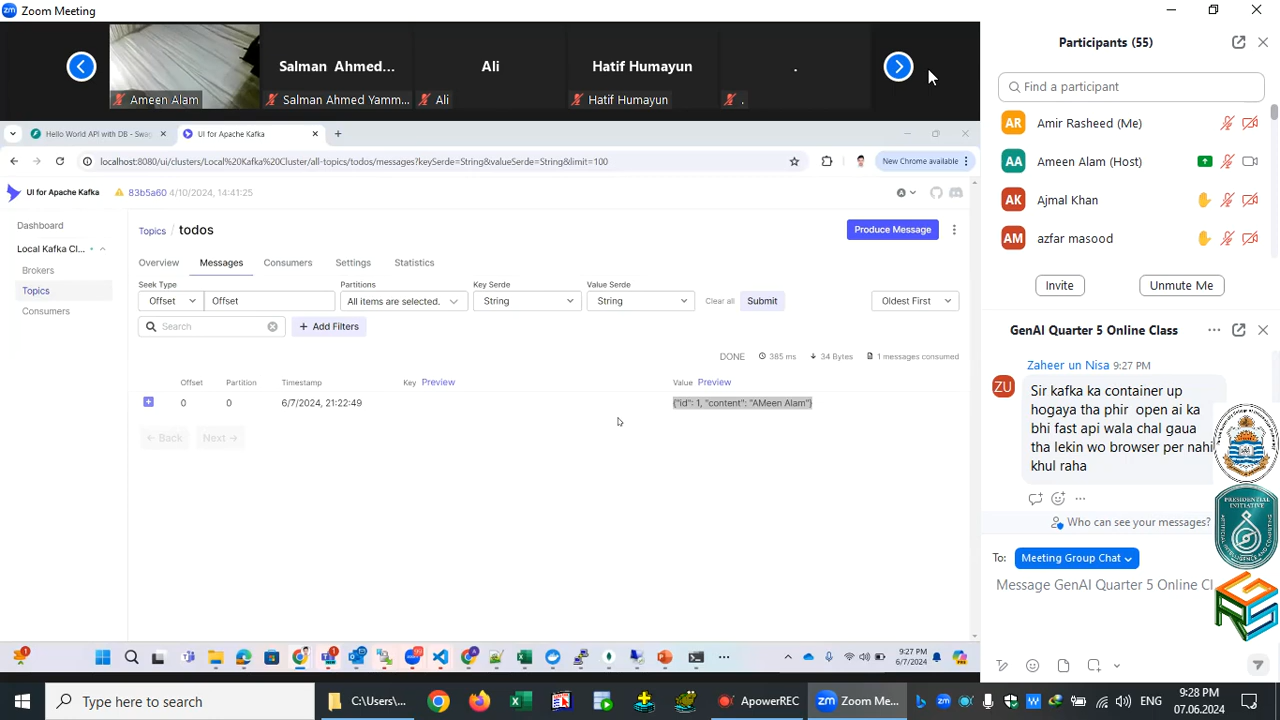 Zoom Meeting
Ameen Alam
Salman Ahmed...
Salman Ahmed Yamm...
Ali
Ali
Hatif Humayun
Hatif Humayun
.
.
Hello World API with DB - Swag
UI for Apache Kafka
localhost:8080/ui/clusters/Local%20Kafka%20Cluster/all-topics/todos/messages?keySerde=String&valueSerde=String&limit=100
New Chrome available
UI for Apache Kafka
83b5a60 4/10/2024, 14:41:25
Dashboard
Local Kafka Cl...
Brokers
Topics
Consumers
Topics / todos
Produce Message
Overview Messages Consumers Settings Statistics
Seek Type Partitions Key Serde Value Serde
Offset Offset All items are selected. String String Clear all Submit Oldest First
Search + Add Filters
DONE 385 ms 34 Bytes 1 messages consumed
Offset Partition Timestamp Key Preview Value Preview
0 0 6/7/2024, 21:22:49 {"id": 1, "content": "AMeen Alam"}
← Back Next →
9:27 PM
6/7/2024
Participants (55)
Find a participant
AR Amir Rasheed (Me)
AA Ameen Alam (Host)
AK Ajmal Khan
AM azfar masood
Invite Unmute Me
GenAI Quarter 5 Online Class
Zaheer un Nisa 9:27 PM
ZU
Sir kafka ka container up
hogaya tha phir open ai ka
bhi fast api wala chal gaua
tha lekin wo browser per nahi
khul raha
Who can see your messages?
To: Meeting Group Chat
Message GenAI Quarter 5 Online Cl
PRESIDENTIAL
INITIATIVE
Type here to search
C:\Users\...
ApowerREC
Zoom Me...
ENG
9:28 PM
07.06.2024